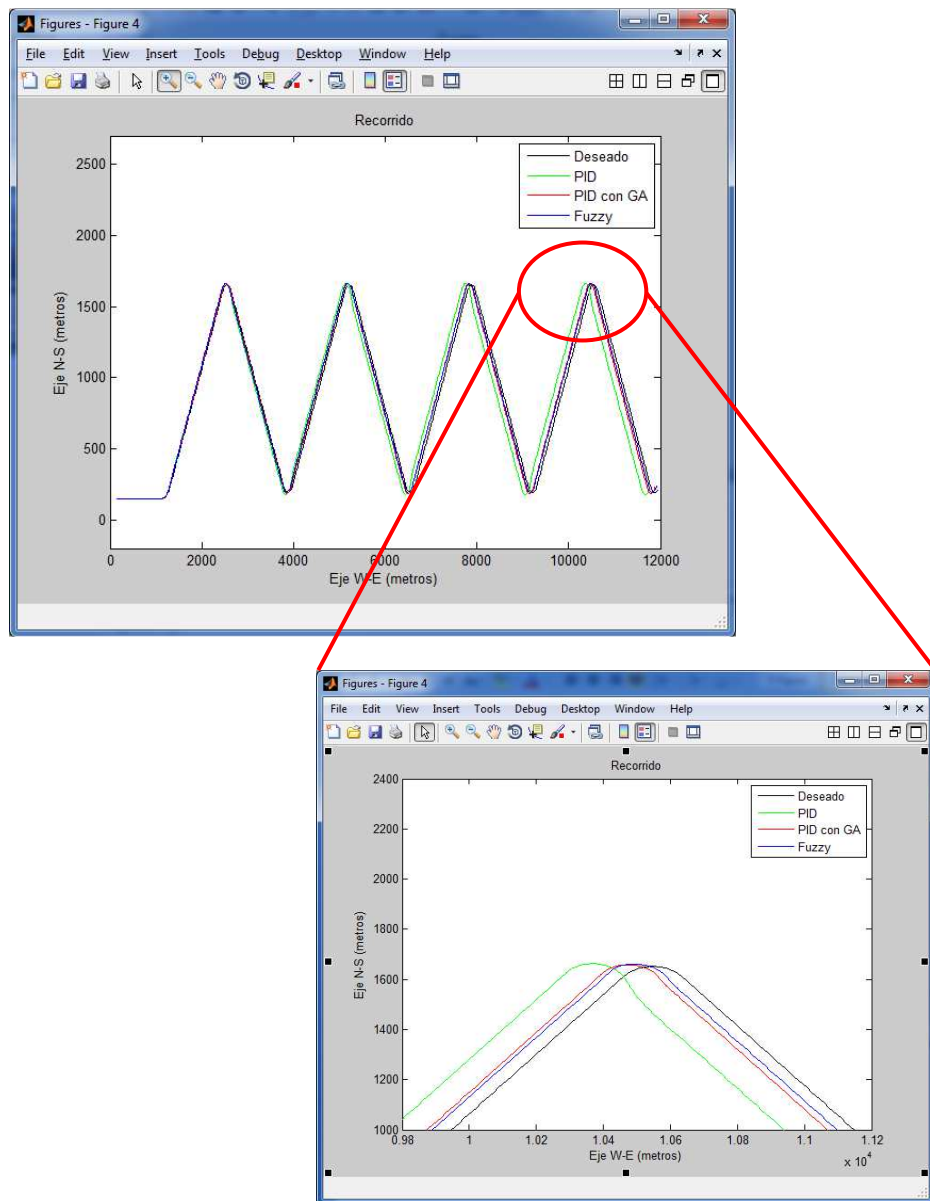 Figures - Figure 4
File Edit View Insert Tools Debug Desktop Window Help
Recorrido
Deseado
PID
PID con GA
Fuzzy
Eje N-S (metros)
2500
2000
1500
1000
500
0
0 2000 4000 6000 8000 10000 12000
Eje W-E (metros)
Figures - Figure 4
File Edit View Insert Tools Debug Desktop Window Help
Recorrido
Deseado
PID
PID con GA
Fuzzy
Eje N-S (metros)
2400
2200
2000
1800
1600
1400
1200
1000
0.98 1 1.02 1.04 1.06 1.08 1.1 1.12
Eje W-E (metros)
x 10^4